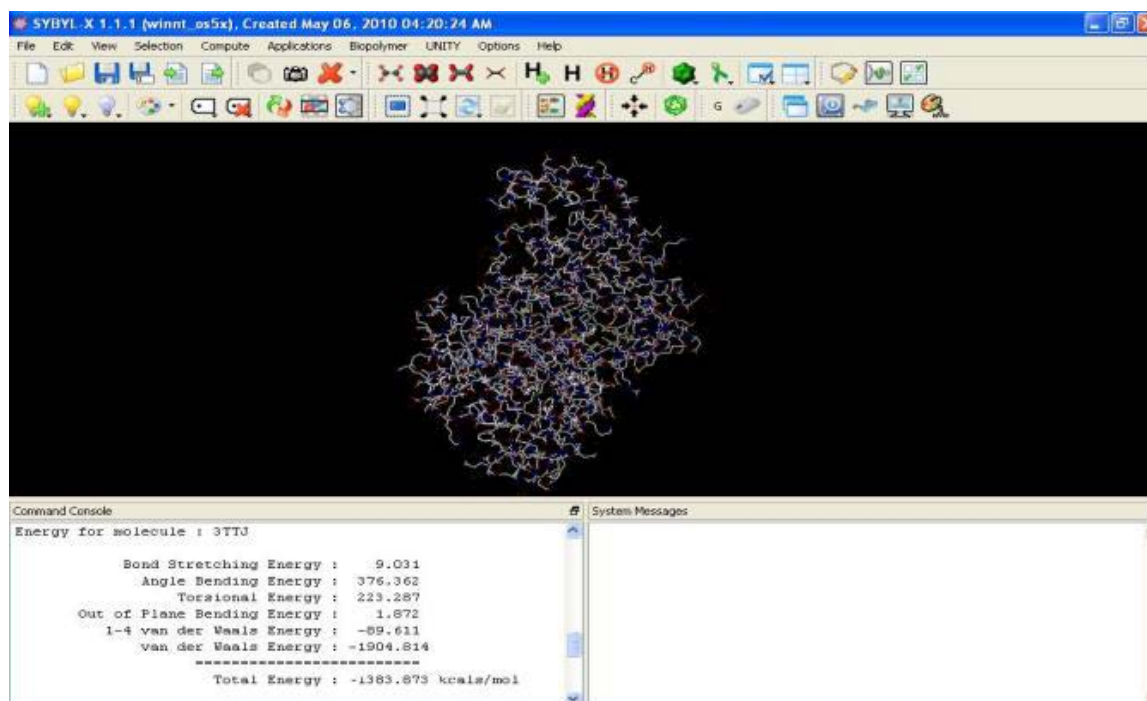 SYBYL-X 1.1.1 (winnt_os5x), Created May 06, 2010 04:20:24 AM
File Edit View Selection Compute Applications Biopolymer UNITY Options Help
H H H H
G
Command Console
System Messages
Energy for molecule : 3TTJ
Bond Stretching Energy : 9.031
Angle Bending Energy : 376.362
Torsional Energy : 223.287
Out of Plane Bending Energy : 1.872
1-4 van der Waals Energy : -89.611
van der Waals Energy : -1904.814
==========================
Total Energy : -1383.873 kcals/mol